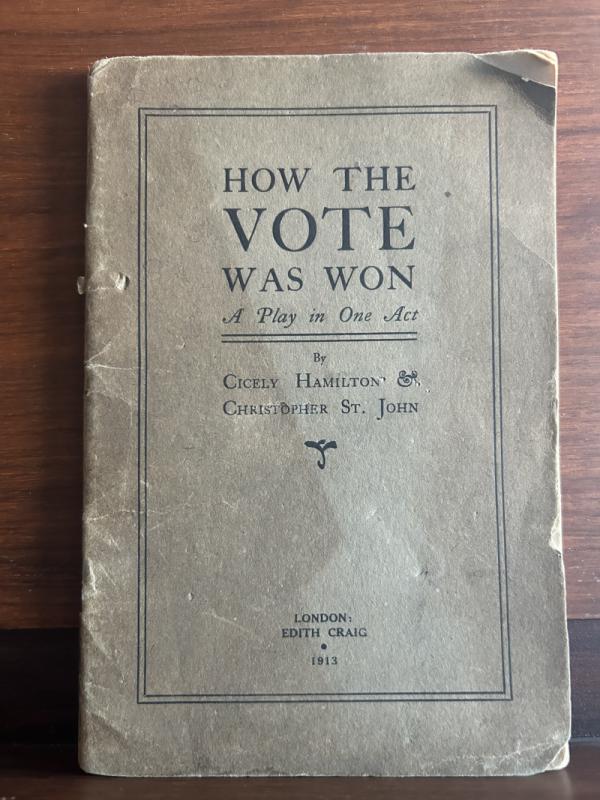 HOW THE
VOTE
WAS WON
A Play in One Act
By
CICELY HAMILTON &
CHRISTOPHER ST. JOHN
LONDON:
EDITH CRAIG
1913